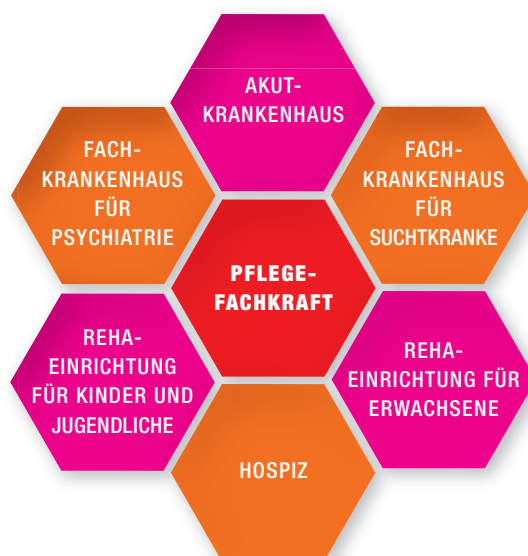 AKUT-
KRANKENHAUS
FACH-
KRANKENHAUS
FÜR
PSYCHIATRIE
FACH-
KRANKENHAUS
FÜR
SUCHTKRANKE
PFLEGE-
FACHKRAFT
REHA-
EINRICHTUNG
FÜR KINDER UND
JUGENDLICHE
REHA-
EINRICHTUNG FÜR
ERWACHSENE
HOSPIZ